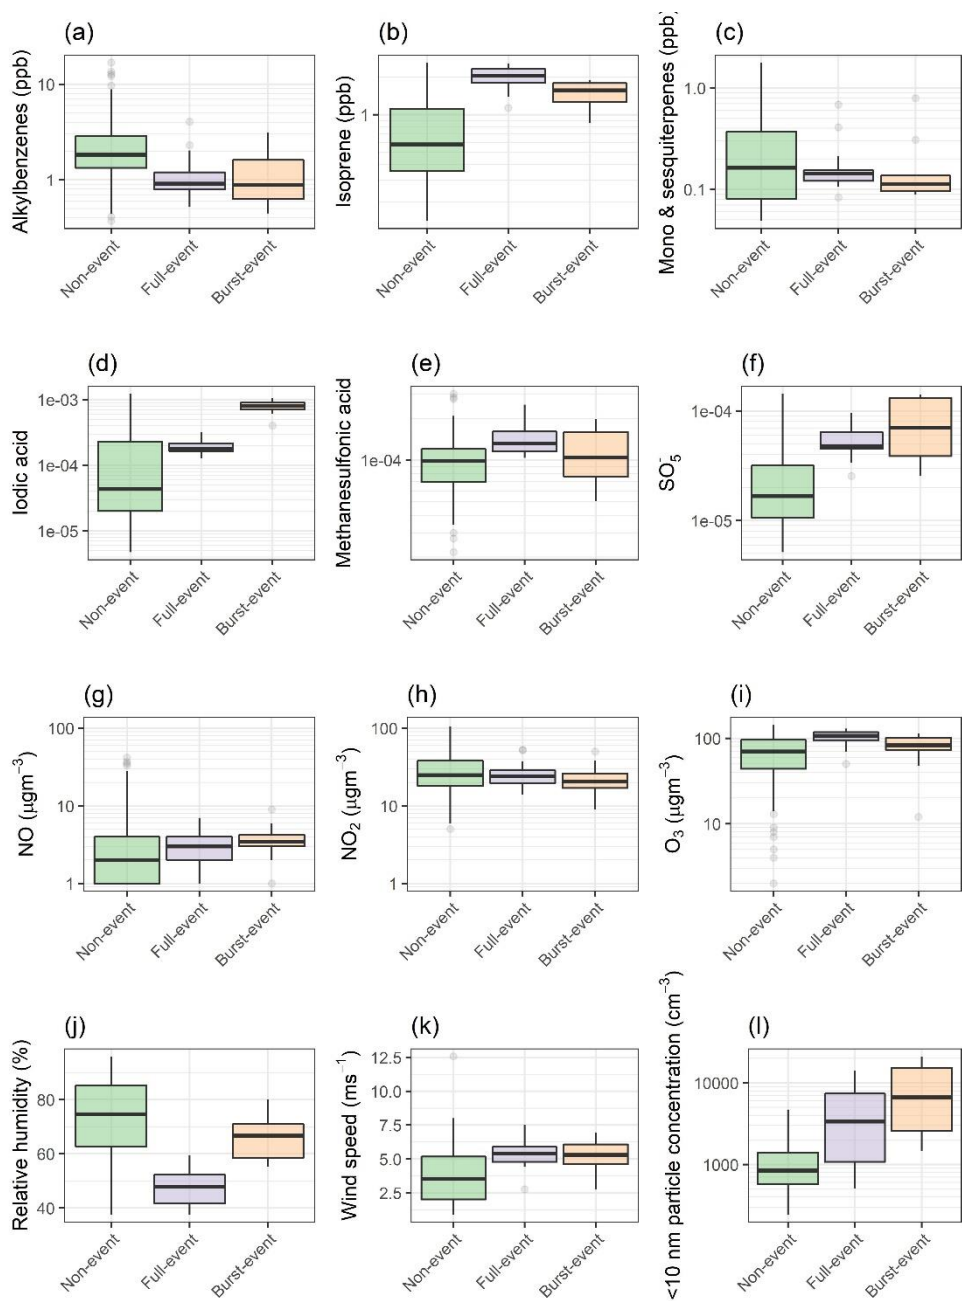 (a)
Alkylbenzenes (ppb)
10
1
Non-event
Full-event
Burst-event
(b)
Isoprene (ppb)
1
Non-event
Full-event
Burst-event
(c)
Mono & sesquiterpenes (ppb)
1.0
0.1
Non-event
Full-event
Burst-event
(d)
Iodic acid
1e-03
1e-04
1e-05
Non-event
Full-event
Burst-event
(e)
Methanesulfonic acid
1e-04
Non-event
Full-event
Burst-event
(f)
SO₅⁻
1e-04
1e-05
Non-event
Full-event
Burst-event
(g)
NO (μgm⁻³)
100
10
1
Non-event
Full-event
Burst-event
(h)
NO₂ (μgm⁻³)
100
10
1
Non-event
Full-event
Burst-event
(i)
O₃ (μgm⁻³)
100
10
Non-event
Full-event
Burst-event
(j)
Relative humidity (%)
80
60
40
Non-event
Full-event
Burst-event
(k)
Wind speed (ms⁻¹)
12.5
10.0
7.5
5.0
2.5
Non-event
Full-event
Burst-event
(l)
<10 nm particle concentration (cm⁻³)
10000
1000
Non-event
Full-event
Burst-event